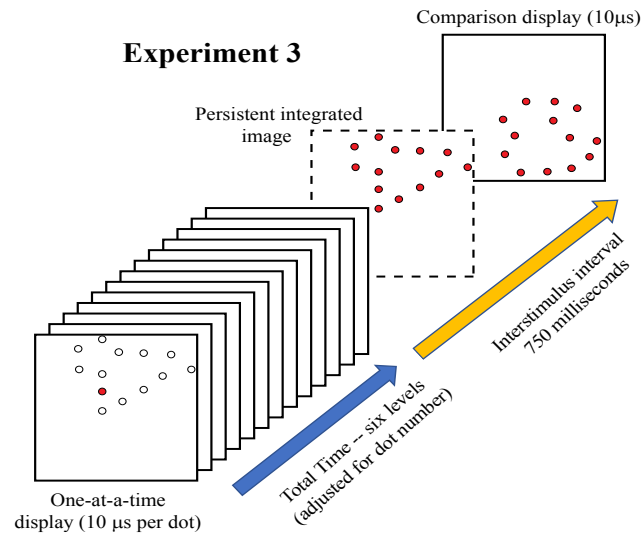 Comparison display (10µs)
Experiment 3
Persistent integrated
image
Interstimulus interval
750 milliseconds
Total Time -- six levels
(adjusted for dot number)
One-at-a-time
display (10 µs per dot)